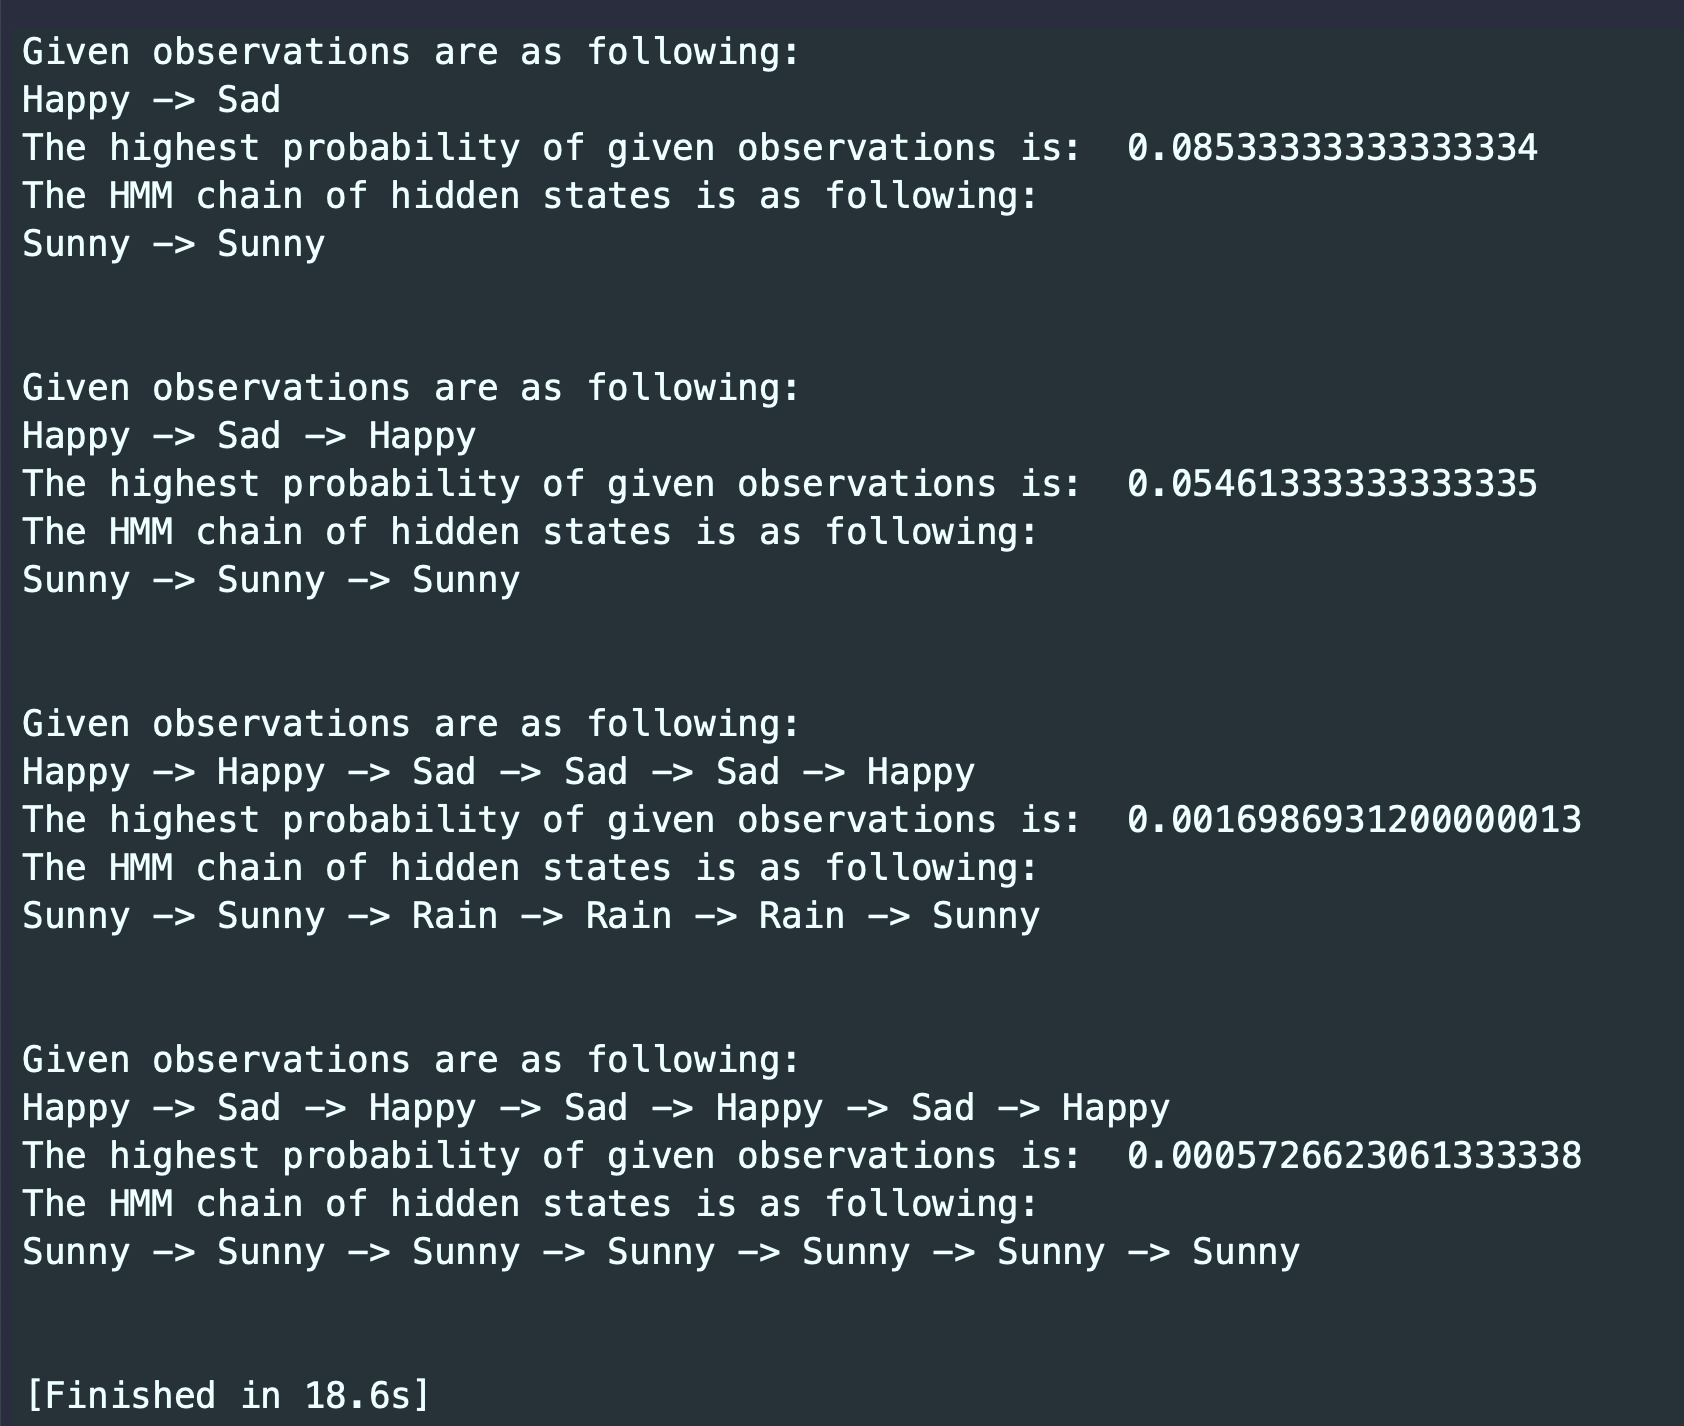 Given observations are as following:
Happy -> Sad
The highest probability of given observations is:  0.08533333333333334
The HMM chain of hidden states is as following:
Sunny -> Sunny
Given observations are as following:
Happy -> Sad -> Happy
The highest probability of given observations is:  0.05461333333333335
The HMM chain of hidden states is as following:
Sunny -> Sunny -> Sunny
Given observations are as following:
Happy -> Happy -> Sad -> Sad -> Sad -> Happy
The highest probability of given observations is:  0.0016986931200000013
The HMM chain of hidden states is as following:
Sunny -> Sunny -> Rain -> Rain -> Rain -> Sunny
Given observations are as following:
Happy -> Sad -> Happy -> Sad -> Happy -> Sad -> Happy
The highest probability of given observations is:  0.0005726623061333338
The HMM chain of hidden states is as following:
Sunny -> Sunny -> Sunny -> Sunny -> Sunny -> Sunny -> Sunny
[Finished in 18.6s]